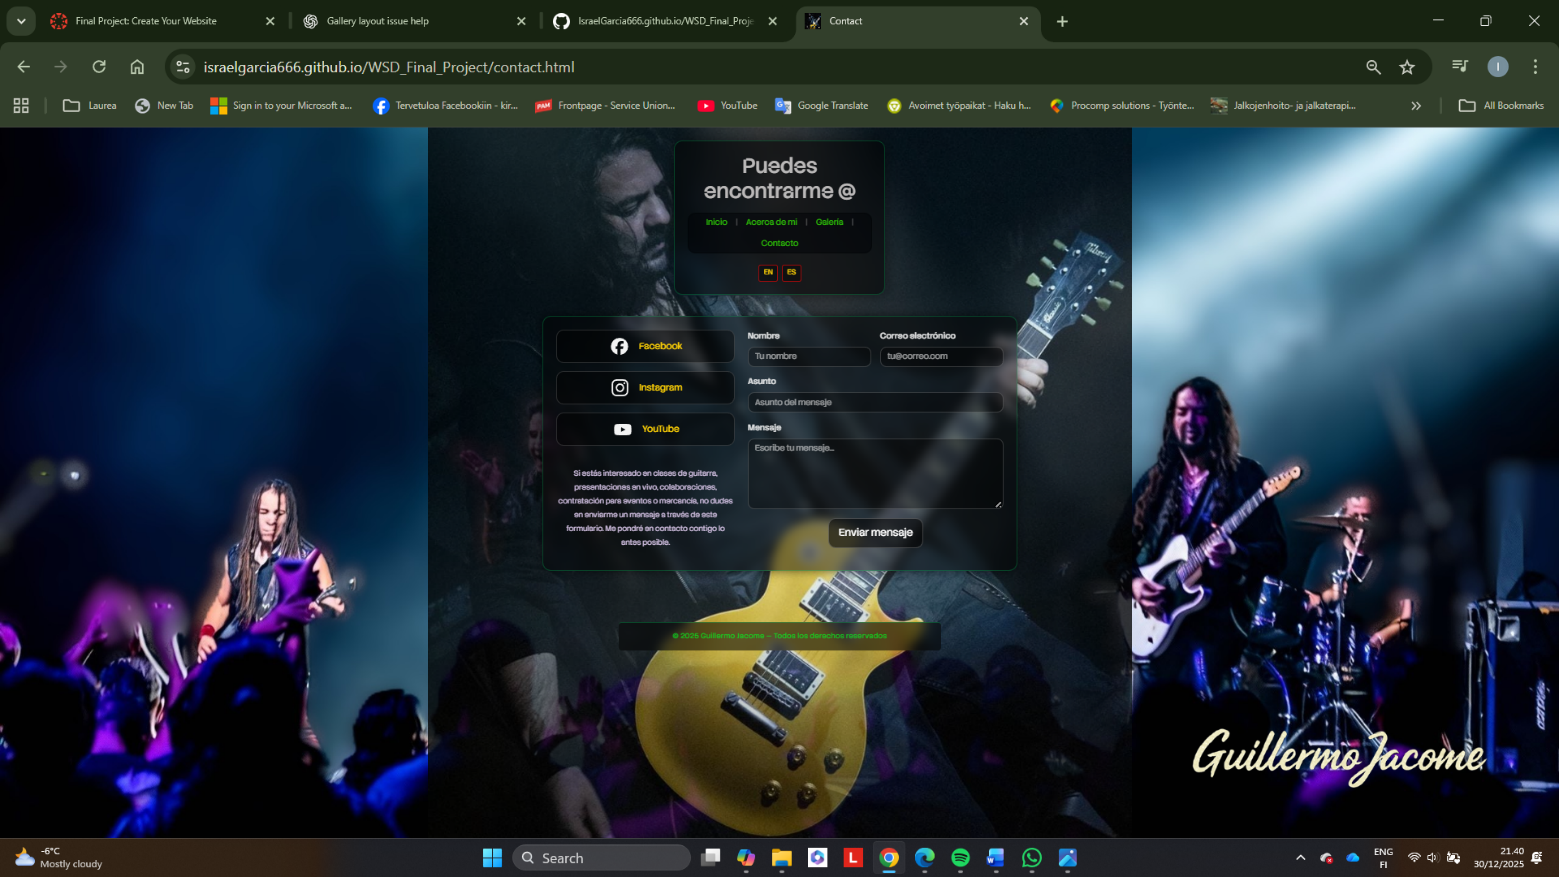 Final Project: Create Your Website
Gallery layout issue help
IsraelGarcia666.github.io/WSD_Final_Proje
Contact
israelgarcia666.github.io/WSD_Final_Project/contact.html
I
Laurea
New Tab
Sign in to your Microsoft a...
Tervetuloa Facebookiin - kir...
Frontpage - Service Union...
YouTube
Google Translate
Avoimet työpaikat - Haku h...
Procomp solutions - Työnte...
Jalkojenhoito- ja jalkaterapi...
All Bookmarks
Puedes
encontrarme @
Inicio | Acerca de mi | Galería |
Contacto
EN ES
Facebook
Instagram
YouTube
Si estás interesado en clases de guitarra,
presentaciones en vivo, colaboraciones,
contratación para eventos o mercancía, no dudes
en enviarme un mensaje a través de este
formulario. Me pondré en contacto contigo lo
antes posible.
Nombre
Tu nombre
Correo electrónico
tu@correo.com
Asunto
Asunto del mensaje
Mensaje
Escribe tu mensaje...
Enviar mensaje
© 2025 Guillermo Jacome — Todos los derechos reservados
Guillermo Jacome
-6°C
Mostly cloudy
Search
L
ENG
FI
21.40
30/12/2025